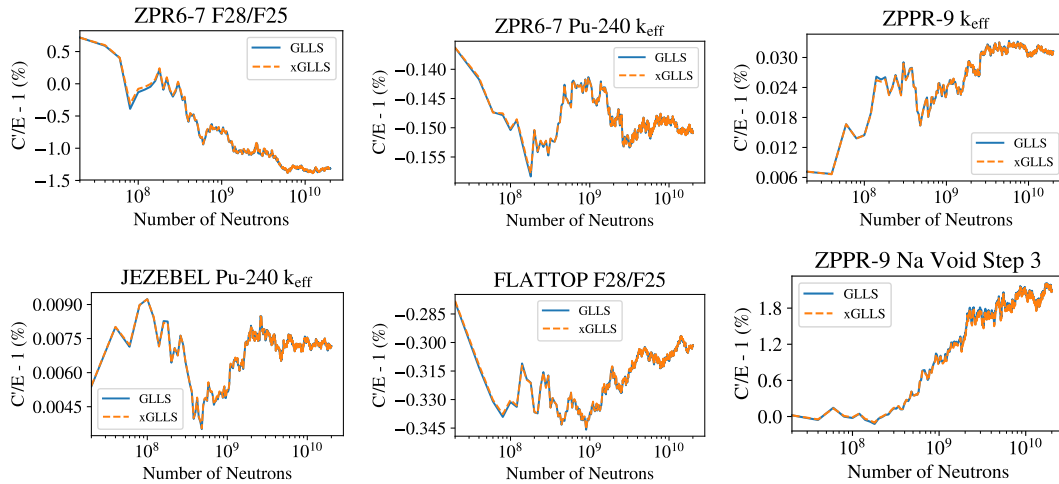 ZPR6-7 F28/F25
C'/E - 1 (%)
0.5
0.0
−0.5
−1.0
−1.5
GLLS
xGLLS
10^8
10^9
10^10
Number of Neutrons
ZPR6-7 Pu-240 k_eff
C'/E - 1 (%)
−0.140
−0.145
−0.150
−0.155
GLLS
xGLLS
10^8
10^9
10^10
Number of Neutrons
ZPPR-9 k_eff
C'/E - 1 (%)
0.030
0.024
0.018
0.012
0.006
GLLS
xGLLS
10^8
10^9
10^10
Number of Neutrons
JEZEBEL Pu-240 k_eff
C'/E - 1 (%)
0.0090
0.0075
0.0060
0.0045
GLLS
xGLLS
10^8
10^9
10^10
Number of Neutrons
FLATTOP F28/F25
C'/E - 1 (%)
−0.285
−0.300
−0.315
−0.330
−0.345
GLLS
xGLLS
10^8
10^9
10^10
Number of Neutrons
ZPPR-9 Na Void Step 3
C'/E - 1 (%)
1.8
1.2
0.6
0.0
GLLS
xGLLS
10^8
10^9
10^10
Number of Neutrons